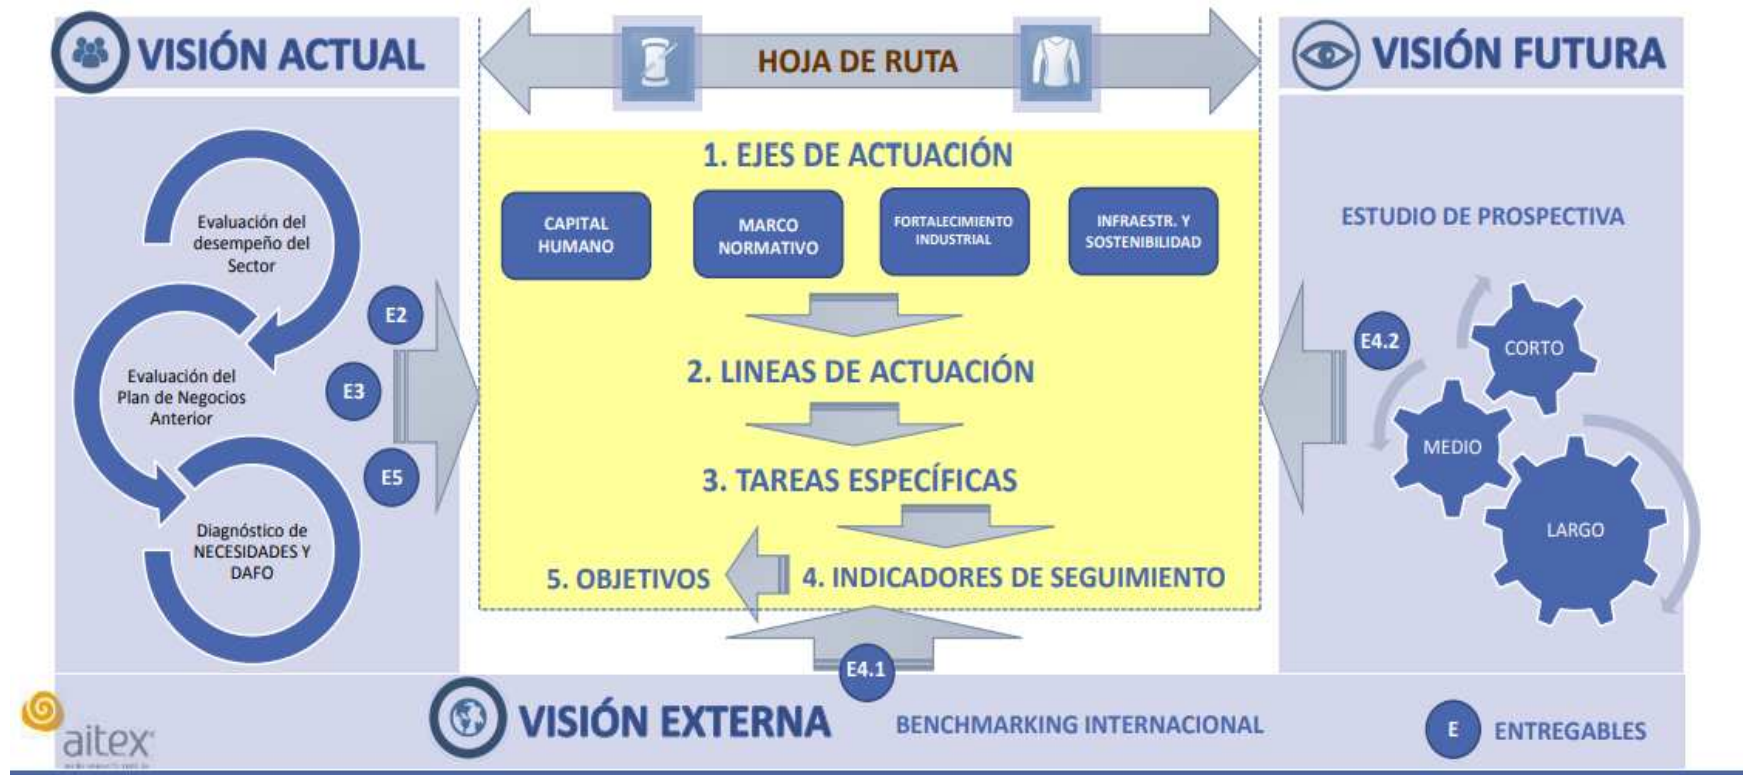 VISIÓN ACTUAL
HOJA DE RUTA
VISIÓN FUTURA
Evaluación del
desempeño del
Sector
Evaluación del
Plan de Negocios
Anterior
Diagnóstico de
NECESIDADES Y
DAFO
E2
E3
E5
1. EJES DE ACTUACIÓN
CAPITAL
HUMANO
MARCO
NORMATIVO
FORTALECIMIENTO
INDUSTRIAL
INFRAESTR. Y
SOSTENIBILIDAD
2. LINEAS DE ACTUACIÓN
3. TAREAS ESPECÍFICAS
4. INDICADORES DE SEGUIMIENTO
5. OBJETIVOS
ESTUDIO DE PROSPECTIVA
E4.2
CORTO
MEDIO
LARGO
E4.1
aitex
VISIÓN EXTERNA
BENCHMARKING INTERNACIONAL
E
ENTREGABLES